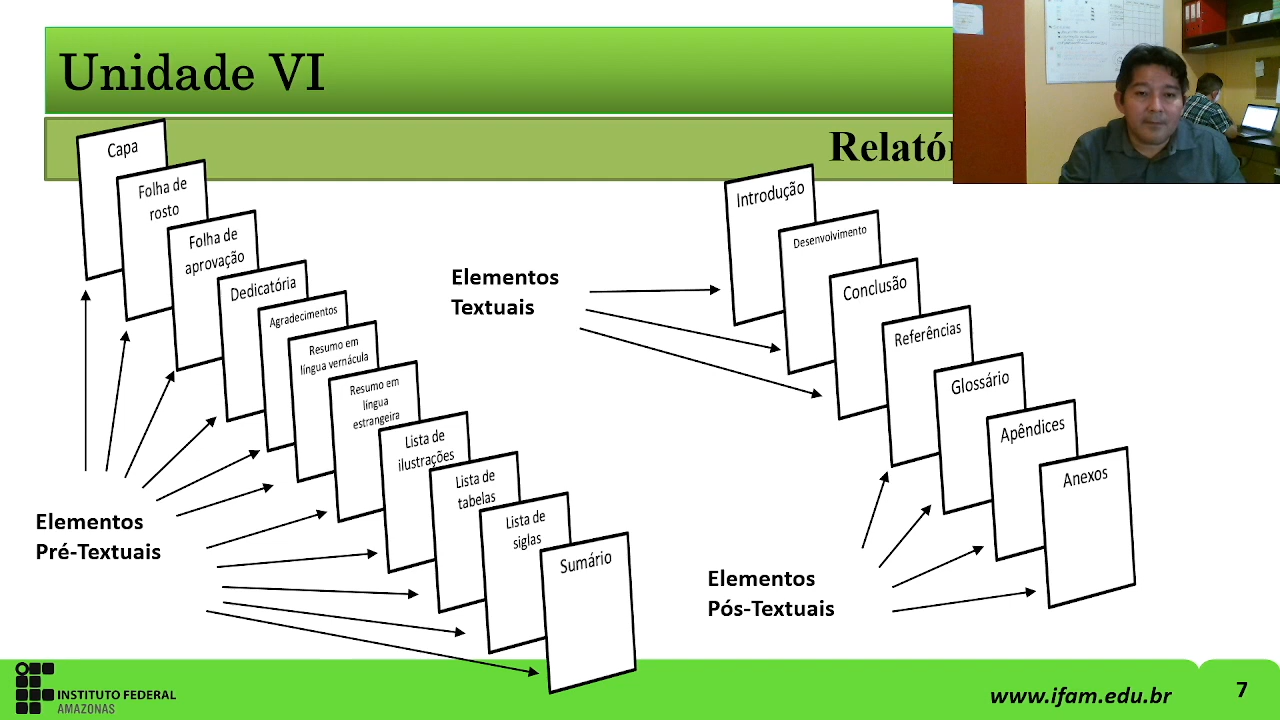 Unidade VI
Relatór
Capa
Folha de
rosto
Folha de
aprovação
Dedicatória
Agradecimentos
Resumo em
língua vernácula
Resumo em
língua
estrangeira
Lista de
ilustrações
Lista de
tabelas
Lista de
siglas
Sumário
Elementos
Pré-Textuais
Elementos
Textuais
Introdução
Desenvolvimento
Conclusão
Referências
Glossário
Apêndices
Anexos
Elementos
Pós-Textuais
INSTITUTO FEDERAL
AMAZONAS
www.ifam.edu.br
7